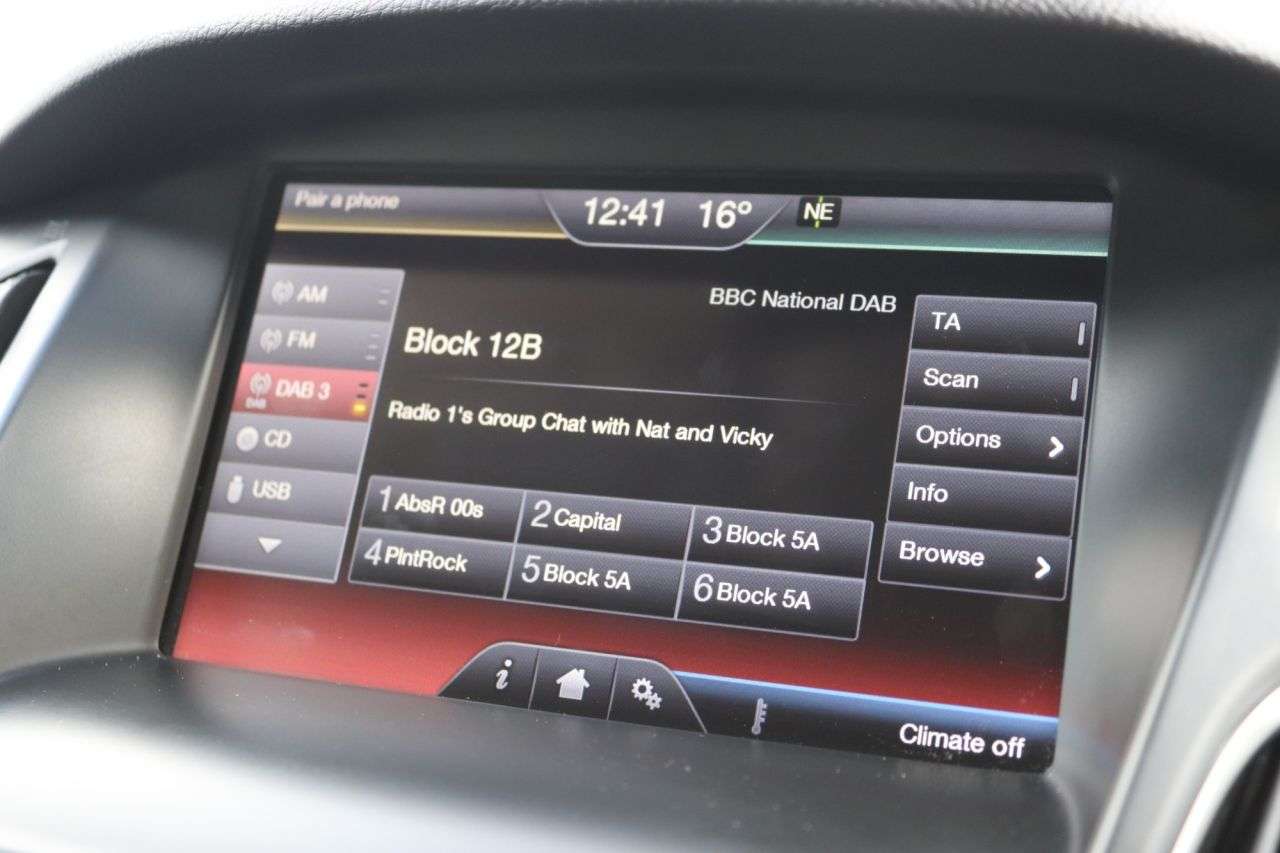 Pair a phone
12:41 16° NE
AM
FM
DAB 3
DAB
CD
USB
BBC National DAB
Block 12B
Radio 1's Group Chat with Nat and Vicky
1 AbsR 00s
2 Capital
3 Block 5A
4 PlntRock
5 Block 5A
6 Block 5A
TA
Scan
Options
Info
Browse
i
Climate off